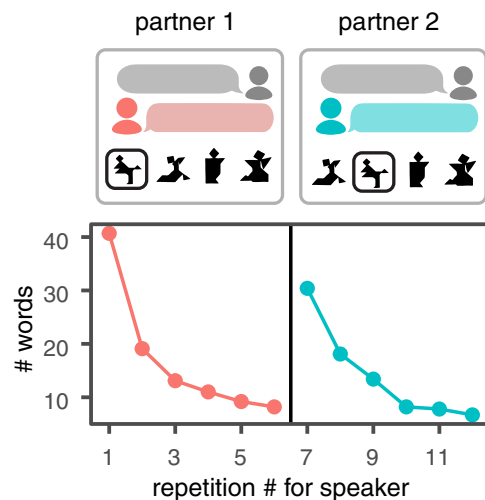 partner 1
partner 2
# words
40
30
20
10
1 3 5 7 9 11
repetition # for speaker